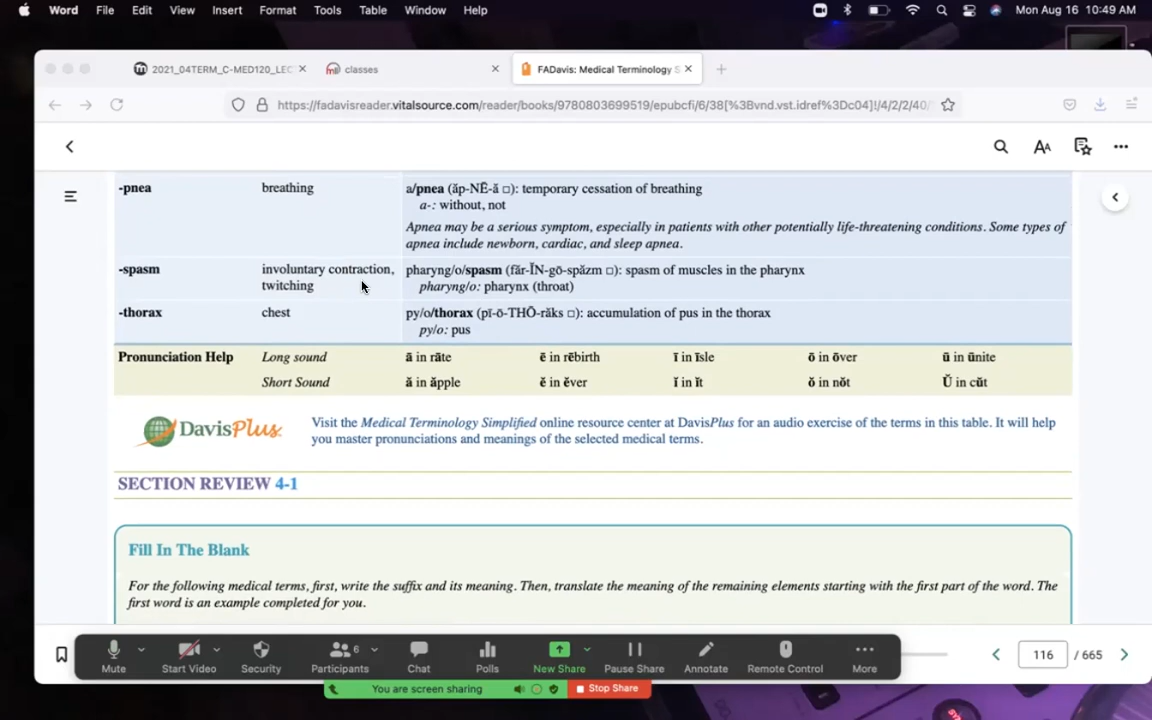 Word File Edit View Insert Format Tools Table Window Help Mon Aug 16 10:49 AM
2021_04TERM_C-MED120_LEC classes FADavis: Medical Terminology S
https://fadavisreader.vitalsource.com/reader/books/9780803699519/epubcfi/6/38[%3Bvnd.vst.idref%3Dc04]!/4/2/2/40/
AA
-pnea breathing a/pnea (ăp-NĒ-ă □): temporary cessation of breathing
a-: without, not
Apnea may be a serious symptom, especially in patients with other potentially life-threatening conditions. Some types of
apnea include newborn, cardiac, and sleep apnea.
-spasm involuntary contraction, pharyng/o/spasm (făr-ĬN-gō-spăzm □): spasm of muscles in the pharynx
twitching pharyng/o: pharynx (throat)
-thorax chest py/o/thorax (pī-ō-THŌ-răks □): accumulation of pus in the thorax
py/o: pus
Pronunciation Help Long sound ā in rāte ē in rēbirth ī in īsle ō in ōver ū in ūnite
Short Sound ă in ăpple ĕ in ĕver ĭ in ĭt ŏ in nŏt Ŭ in cŭt
DavisPlus. Visit the Medical Terminology Simplified online resource center at DavisPlus for an audio exercise of the terms in this table. It will help
you master pronunciations and meanings of the selected medical terms.
SECTION REVIEW 4-1
Fill In The Blank
For the following medical terms, first, write the suffix and its meaning. Then, translate the meaning of the remaining elements starting with the first part of the word. The
first word is an example completed for you.
Mute Start Video Security Participants 6 Chat Polls New Share Pause Share Annotate Remote Control More
116 / 665
You are screen sharing Stop Share